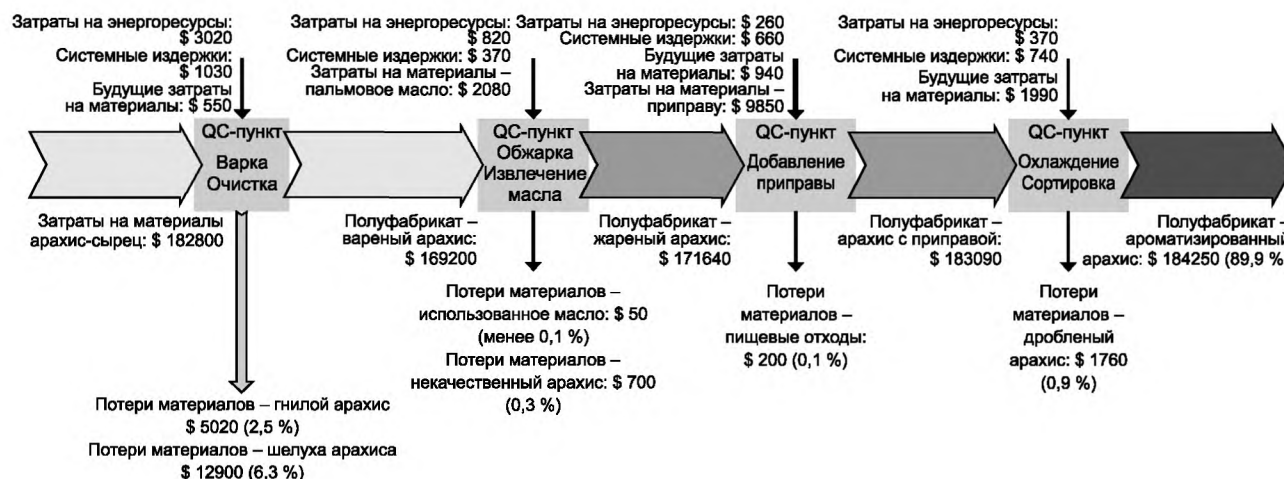 Затраты на энергоресурсы:
$ 3020
Системные издержки:
$ 1030
Будущие затраты
на материалы: $ 550
Затраты на энергоресурсы:
$ 820
Системные издержки: $ 370
Затраты на материалы –
пальмовое масло: $ 2080
Затраты на энергоресурсы: $ 260
Системные издержки: $ 660
Будущие затраты
на материалы: $ 940
Затраты на материалы –
приправу: $ 9850
Затраты на энергоресурсы:
$ 370
Системные издержки:
$ 740
Будущие затраты
на материалы: $ 1990
QC-пункт
Варка
Очистка
QC-пункт
Обжарка
Извлечение
масла
QC-пункт
Добавление
приправы
QC-пункт
Охлаждение
Сортировка
Затраты на материалы
арахис-сырец: $ 182800
Полуфабрикат –
вареный арахис:
$ 169200
Полуфабрикат –
жареный арахис:
$ 171640
Полуфабрикат –
арахис с приправой:
$ 183090
Полуфабрикат –
ароматизированный
арахис: $ 184250 (89,9 %
Потери материалов – гнилой арахис
$ 5020 (2,5 %)
Потери материалов – шелуха арахиса
$ 12900 (6,3 %)
Потери материалов –
использованное масло: $ 50
(менее 0,1 %)
Потери материалов –
некачественный арахис: $ 700
(0,3 %)
Потери
материалов –
пищевые отходы:
$ 200 (0,1 %)
Потери
материалов –
дробленый
арахис: $ 1760
(0,9 %)